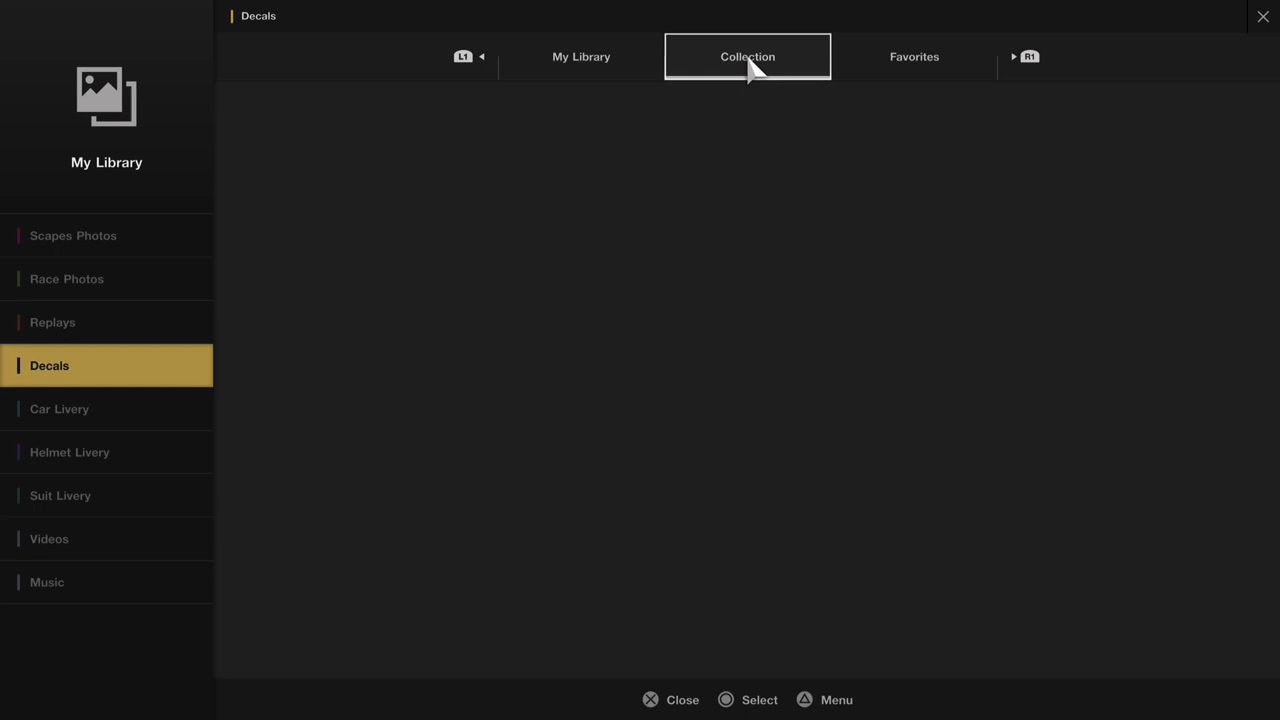 Decals
L1
My Library
Collection
Favorites
R1
My Library
Scapes Photos
Race Photos
Replays
Decals
Car Livery
Helmet Livery
Suit Livery
Videos
Music
Close
Select
Menu